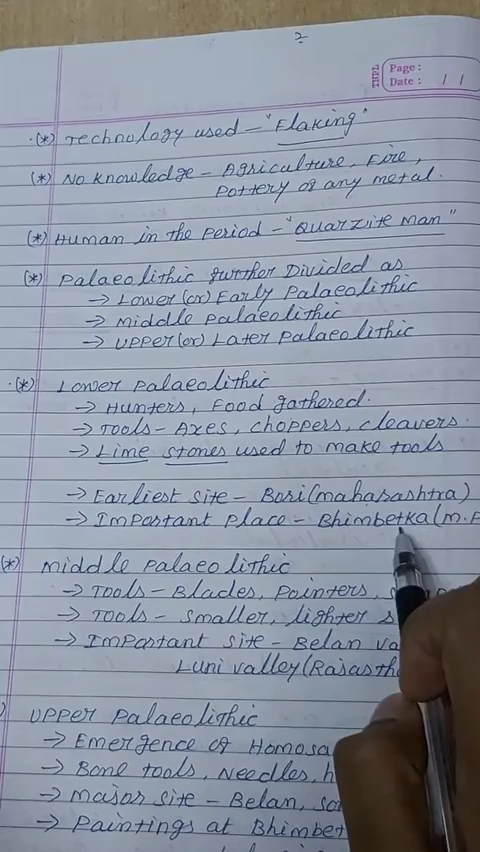 2
TNPL
Page :
Date : / /
(*) Technology used - "Flaking"
(*) No knowledge - Agriculture, Fire,
Pottery or any metal.
(*) Human in the Period - "Quarzite Man"
(*) Palaeolithic further Divided as
→ Lower (or) Early Palaeolithic
→ Middle Palaeolithic
→ Upper (or) Later Palaeolithic
(*) Lower Palaeolithic
→ Hunters, Food gathered.
→ Tools - Axes, choppers, cleavers.
→ Lime stones used to make tools
→ Earliest site - Bori (Maharashtra)
→ Important Place - Bhimbetka (M.P
(*) Middle Palaeolithic
→ Tools - Blades, Pointers,
→ Tools - Smaller, lighter
→ Important site - Belan
Luni valley (Rajasth
) Upper Palaeolithic
→ Emergence of Homosa
→ Bone tools, Needles, h
→ Major site - Belan,
→ Paintings at Bhimbet